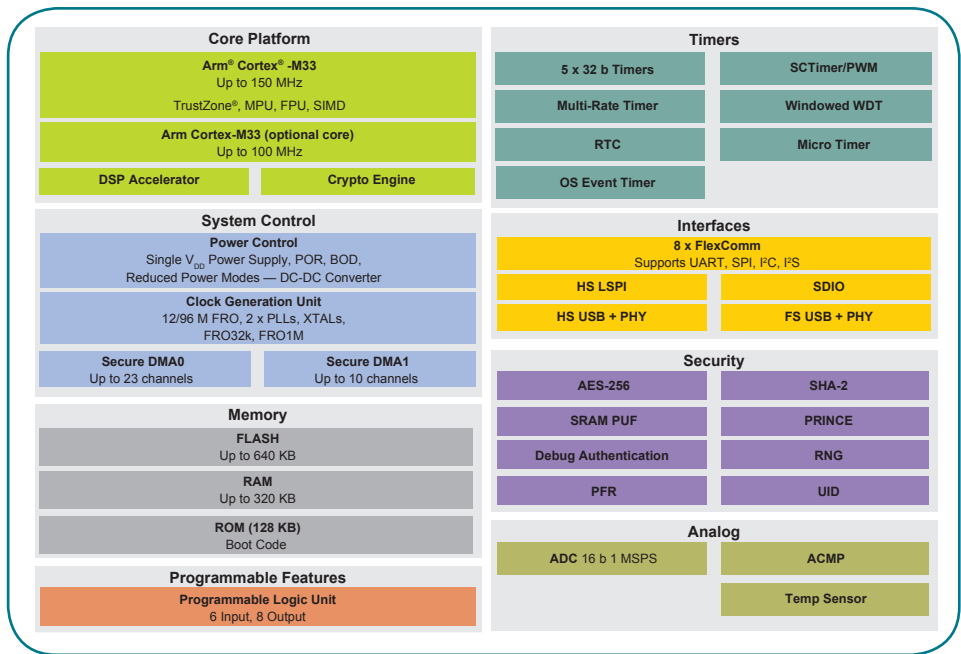 Core Platform
Arm® Cortex® -M33
Up to 150 MHz
TrustZone®, MPU, FPU, SIMD
Arm Cortex-M33 (optional core)
Up to 100 MHz
DSP Accelerator
Crypto Engine
System Control
Power Control
Single VDD Power Supply, POR, BOD,
Reduced Power Modes — DC-DC Converter
Clock Generation Unit
12/96 M FRO, 2 x PLLs, XTALs,
FRO32k, FRO1M
Secure DMA0
Up to 23 channels
Secure DMA1
Up to 10 channels
Memory
FLASH
Up to 640 KB
RAM
Up to 320 KB
ROM (128 KB)
Boot Code
Programmable Features
Programmable Logic Unit
6 Input, 8 Output
Timers
5 x 32 b Timers
SCTimer/PWM
Multi-Rate Timer
Windowed WDT
RTC
Micro Timer
OS Event Timer
Interfaces
8 x FlexComm
Supports UART, SPI, I²C, I²S
HS LSPI
SDIO
HS USB + PHY
FS USB + PHY
Security
AES-256
SHA-2
SRAM PUF
PRINCE
Debug Authentication
RNG
PFR
UID
Analog
ADC 16 b 1 MSPS
ACMP
Temp Sensor